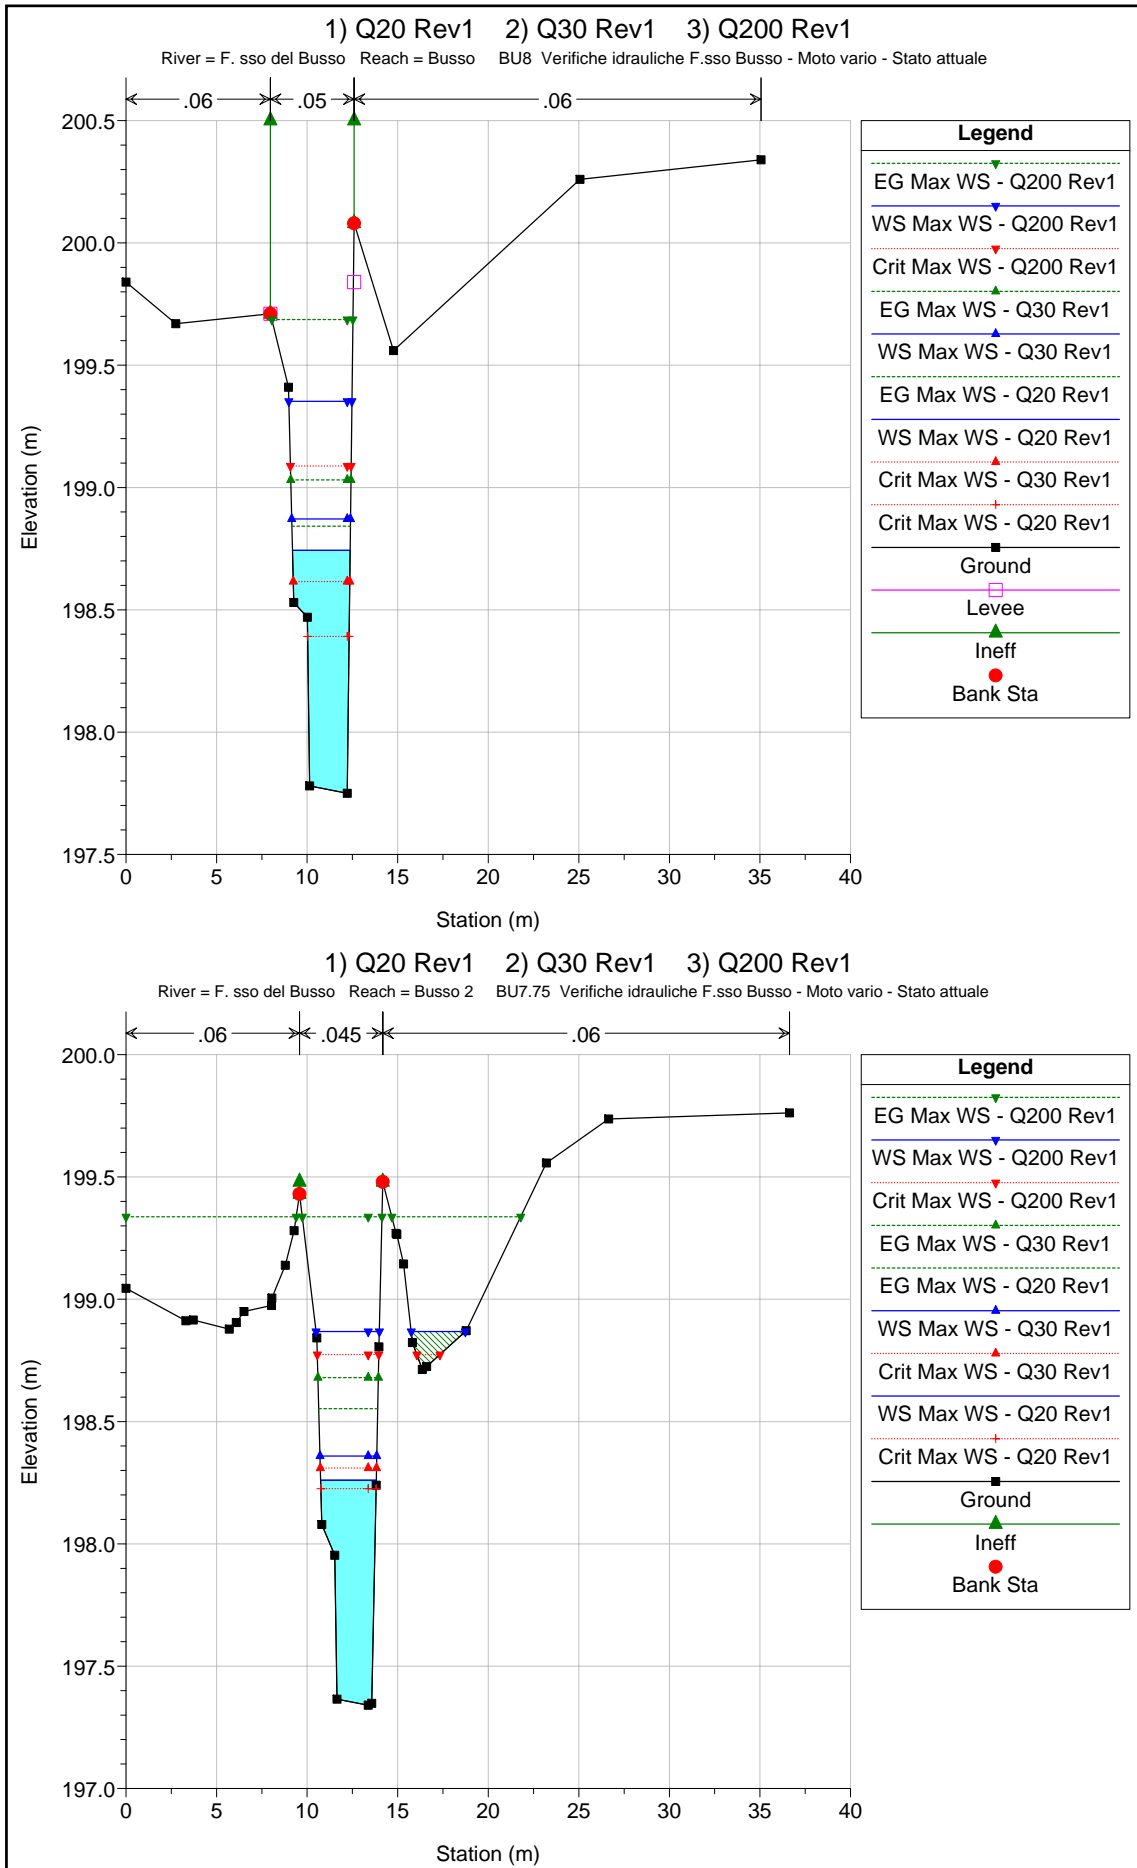 1) Q20 Rev1 2) Q30 Rev1 3) Q200 Rev1
River = F. sso del Busso Reach = Busso BU8 Verifiche idrauliche F.sso Busso - Moto vario - Stato attuale
.06 .05 .06
200.5
200.0
199.5
199.0
198.5
198.0
197.5
Elevation (m)
0 5 10 15 20 25 30 35 40
Station (m)
Legend
EG Max WS - Q200 Rev1
WS Max WS - Q200 Rev1
Crit Max WS - Q200 Rev1
EG Max WS - Q30 Rev1
WS Max WS - Q30 Rev1
EG Max WS - Q20 Rev1
WS Max WS - Q20 Rev1
Crit Max WS - Q30 Rev1
Crit Max WS - Q20 Rev1
Ground
Levee
Ineff
Bank Sta
1) Q20 Rev1 2) Q30 Rev1 3) Q200 Rev1
River = F. sso del Busso Reach = Busso 2 BU7.75 Verifiche idrauliche F.sso Busso - Moto vario - Stato attuale
.06 .045 .06
200.0
199.5
199.0
198.5
198.0
197.5
197.0
Elevation (m)
0 5 10 15 20 25 30 35 40
Station (m)
Legend
EG Max WS - Q200 Rev1
WS Max WS - Q200 Rev1
Crit Max WS - Q200 Rev1
EG Max WS - Q30 Rev1
EG Max WS - Q20 Rev1
WS Max WS - Q30 Rev1
Crit Max WS - Q30 Rev1
WS Max WS - Q20 Rev1
Crit Max WS - Q20 Rev1
Ground
Ineff
Bank Sta